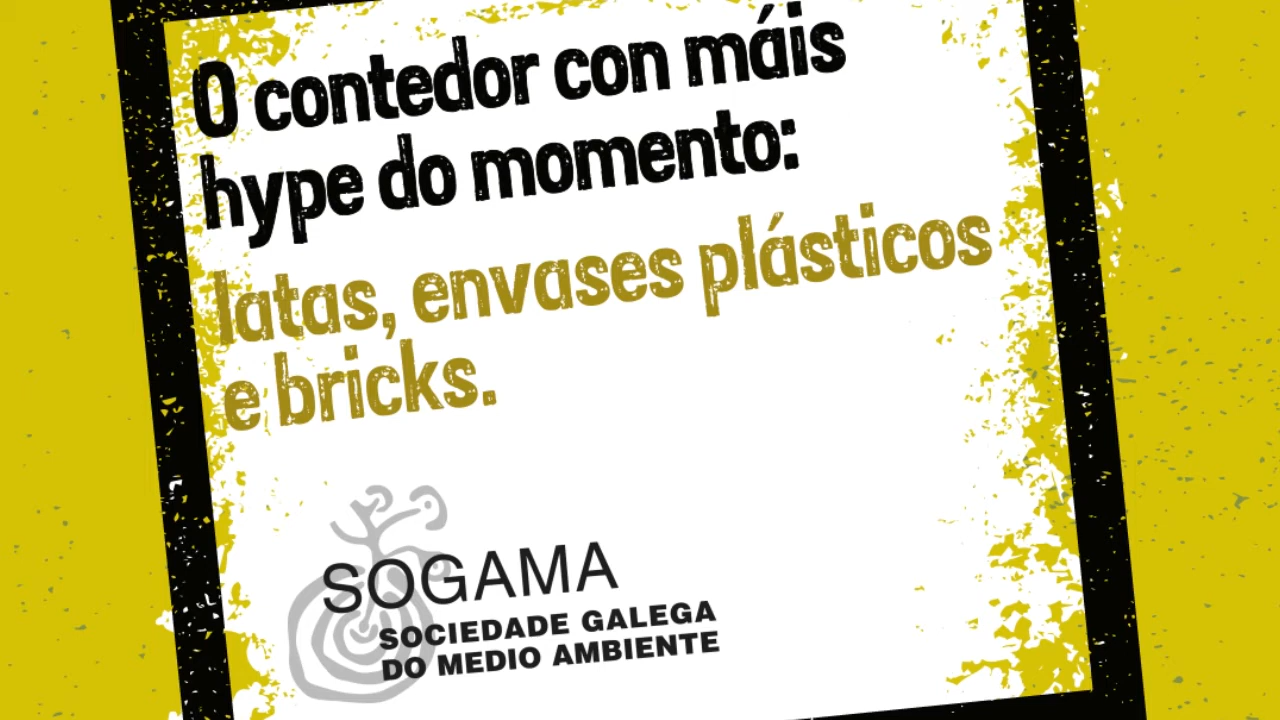 O contedor con máis
hype do momento:
latas, envases plásticos
e bricks.
SOGAMA
SOCIEDADE GALEGA
DO MEDIO AMBIENTE